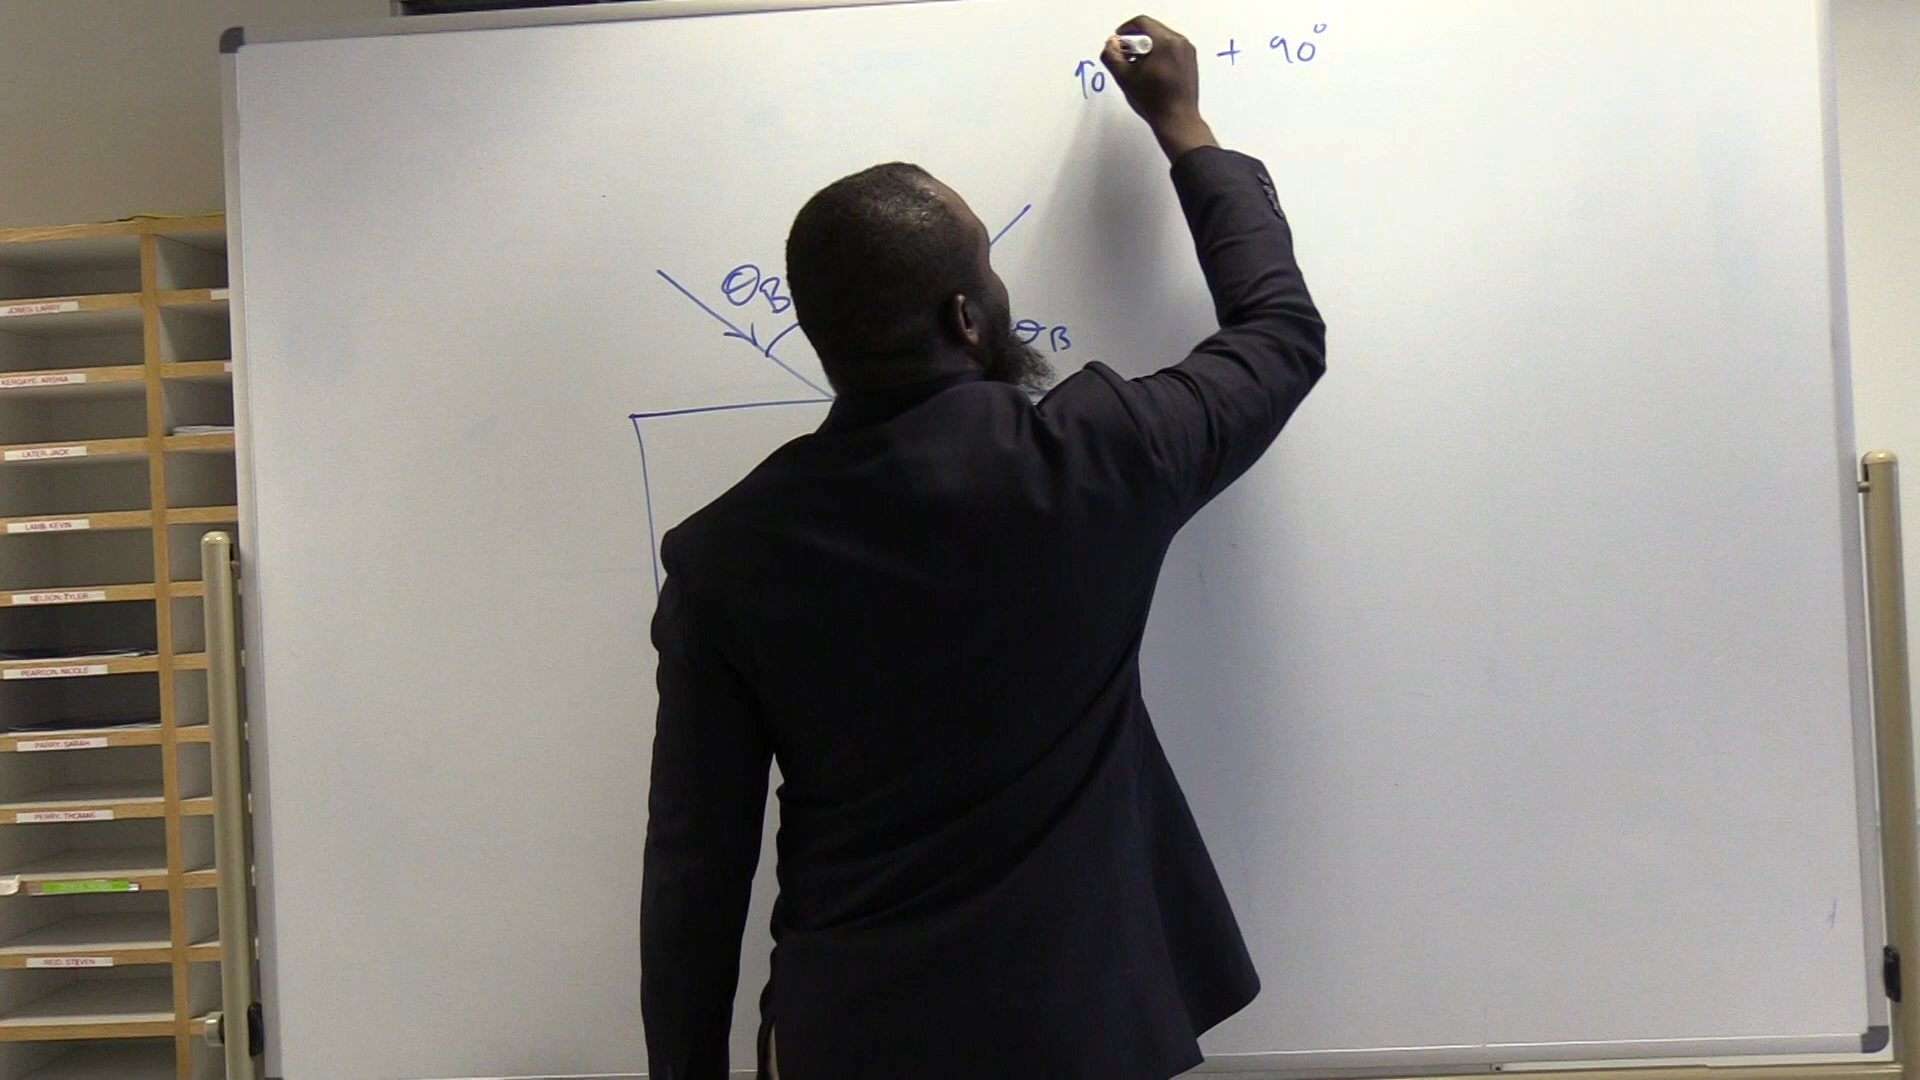 + 90°
θB
θB
JONES, LARRY
KERGAYE, ARSHIA
LATER, JACK
LAMB, KEVIN
NELSON, TYLER
PEARSON, NICOLE
PARRY, SARAH
PERRY, THOMAS
REID, STEVEN